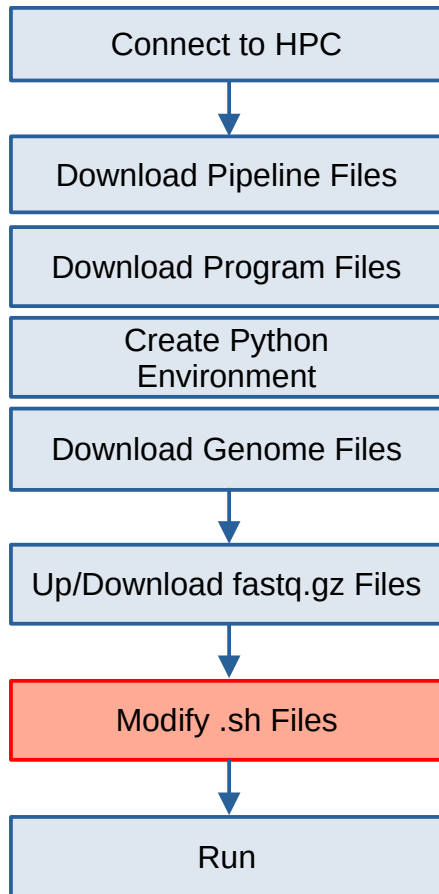 Connect to HPC
Download Pipeline Files
Download Program Files
Create Python
Environment
Download Genome Files
Up/Download fastq.gz Files
Modify .sh Files
Run